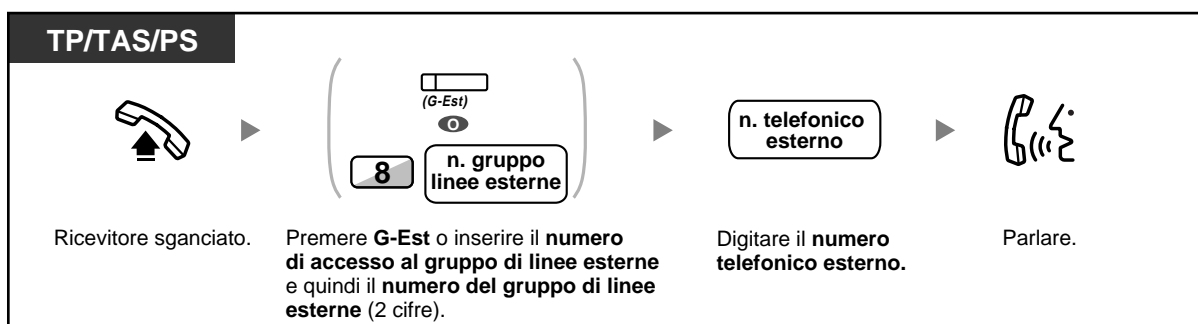 TP/TAS/PS
(G-Est)
O
8
n. gruppo
linee esterne
n. telefonico
esterno
Ricevitore sganciato.
Premere G-Est o inserire il numero
di accesso al gruppo di linee esterne
e quindi il numero del gruppo di linee
esterne (2 cifre).
Digitare il numero
telefonico esterno.
Parlare.